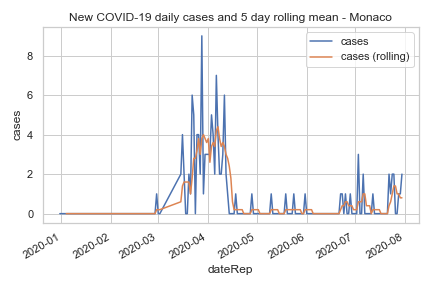 New COVID-19 daily cases and 5 day rolling mean - Monaco
cases
cases (rolling)
8
6
4
2
0
cases
2020-01
2020-02
2020-03
2020-04
2020-05
2020-06
2020-07
2020-08
dateRep